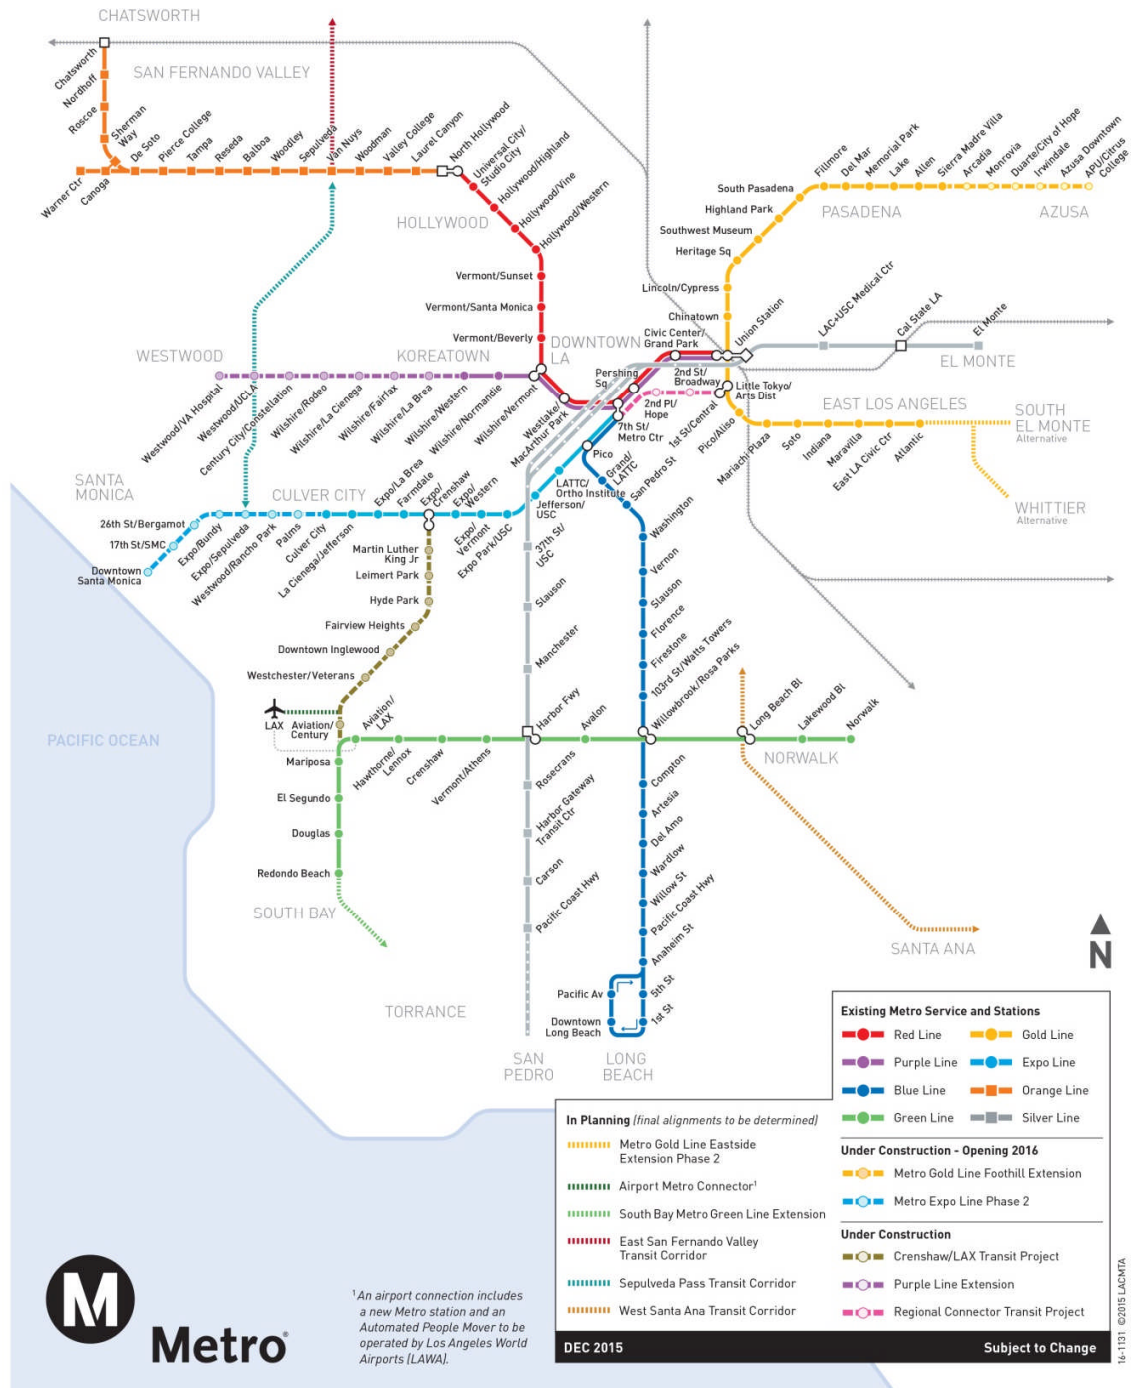 CHATSWORTH
SAN FERNANDO VALLEY
Chatsworth
Nordhoff
Roscoe
Sherman
Way
Warner Ctr
Canoga
De Soto
Pierce College
Tampa
Reseda
Balboa
Woodley
Sepulveda
Van Nuys
Woodman
Valley College
Laurel Canyon
North Hollywood
Universal City/
Studio City
Hollywood/Highland
Hollywood/Vine
Hollywood/Western
HOLLYWOOD
Vermont/Sunset
Vermont/Santa Monica
Vermont/Beverly
Fillmore
Del Mar
Memorial Park
Lake
Allen
Sierra Madre Villa
Arcadia
Monrovia
Duarte/City of Hope
Irwindale
Azusa Downtown
APU/Citrus
College
South Pasadena
Highland Park
Southwest Museum
Heritage Sq
Lincoln/Cypress
Chinatown
PASADENA
AZUSA
WESTWOOD
KOREATOWN
DOWNTOWN
LA
Civic Center/
Grand Park
Union Station
LAC+USC Medical Ctr
Cal State LA
El Monte
EL MONTE
Westwood/VA Hospital
Westwood/UCLA
Century City/Constellation
Wilshire/Rodeo
Wilshire/La Cienega
Wilshire/Fairfax
Wilshire/La Brea
Wilshire/Western
Wilshire/Normandie
Wilshire/Vermont
Westlake/
MacArthur Park
Pershing
Sq
2nd St/
Broadway
2nd Pl/
Hope
7th St/
Metro Ctr
1st St/Central
Little Tokyo/
Arts Dist
Pico/Aliso
Mariachi Plaza
Soto
Indiana
Maravilla
East LA Civic Ctr
Atlantic
EAST LOS ANGELES
SOUTH
EL MONTE
Alternative
WHITTIER
Alternative
SANTA
MONICA
CULVER CITY
26th St/Bergamot
17th St/SMC
Downtown
Santa Monica
Expo/Bundy
Expo/Sepulveda
Westwood/Rancho Park
Palms
Culver City
La Cienega/Jefferson
Expo/La Brea
Farmdale
Expo/
Crenshaw
Expo/
Western
Expo/
Vermont
Expo Park/USC
Jefferson/
USC
LATTC/
Ortho Institute
Pico
Grand/
LATTC
San Pedro St
Washington
Vernon
Slauson
Florence
Firestone
103rd St/Watts Towers
Willowbrook/Rosa Parks
Martin Luther
King Jr
Leimert Park
Hyde Park
Fairview Heights
Downtown Inglewood
Westchester/Veterans
37th St/
USC
Slauson
Manchester
LAX
Aviation/
Century
Aviation/
LAX
Mariposa
El Segundo
Douglas
Redondo Beach
Hawthorne/
Lennox
Crenshaw
Vermont/Athens
Harbor Fwy
Avalon
Long Beach Bl
Lakewood Bl
Norwalk
NORWALK
PACIFIC OCEAN
Rosecrans
Harbor Gateway
Transit Ctr
Carson
Pacific Coast Hwy
Compton
Artesia
Del Amo
Wardlow
Willow St
Pacific Coast Hwy
Anaheim St
5th St
1st St
Pacific Av
Downtown
Long Beach
SOUTH BAY
TORRANCE
SAN
PEDRO
LONG
BEACH
SANTA ANA
N
Existing Metro Service and Stations
Red Line
Gold Line
Purple Line
Expo Line
Blue Line
Orange Line
Green Line
Silver Line
Under Construction - Opening 2016
Metro Gold Line Foothill Extension
Metro Expo Line Phase 2
Under Construction
Crenshaw/LAX Transit Project
Purple Line Extension
Regional Connector Transit Project
In Planning (final alignments to be determined)
Metro Gold Line Eastside
Extension Phase 2
Airport Metro Connector¹
South Bay Metro Green Line Extension
East San Fernando Valley
Transit Corridor
Sepulveda Pass Transit Corridor
West Santa Ana Transit Corridor
DEC 2015
Subject to Change
16-1131 ©2015 LACMTA
¹ An airport connection includes
a new Metro station and an
Automated People Mover to be
operated by Los Angeles World
Airports (LAWA).
M
Metro®